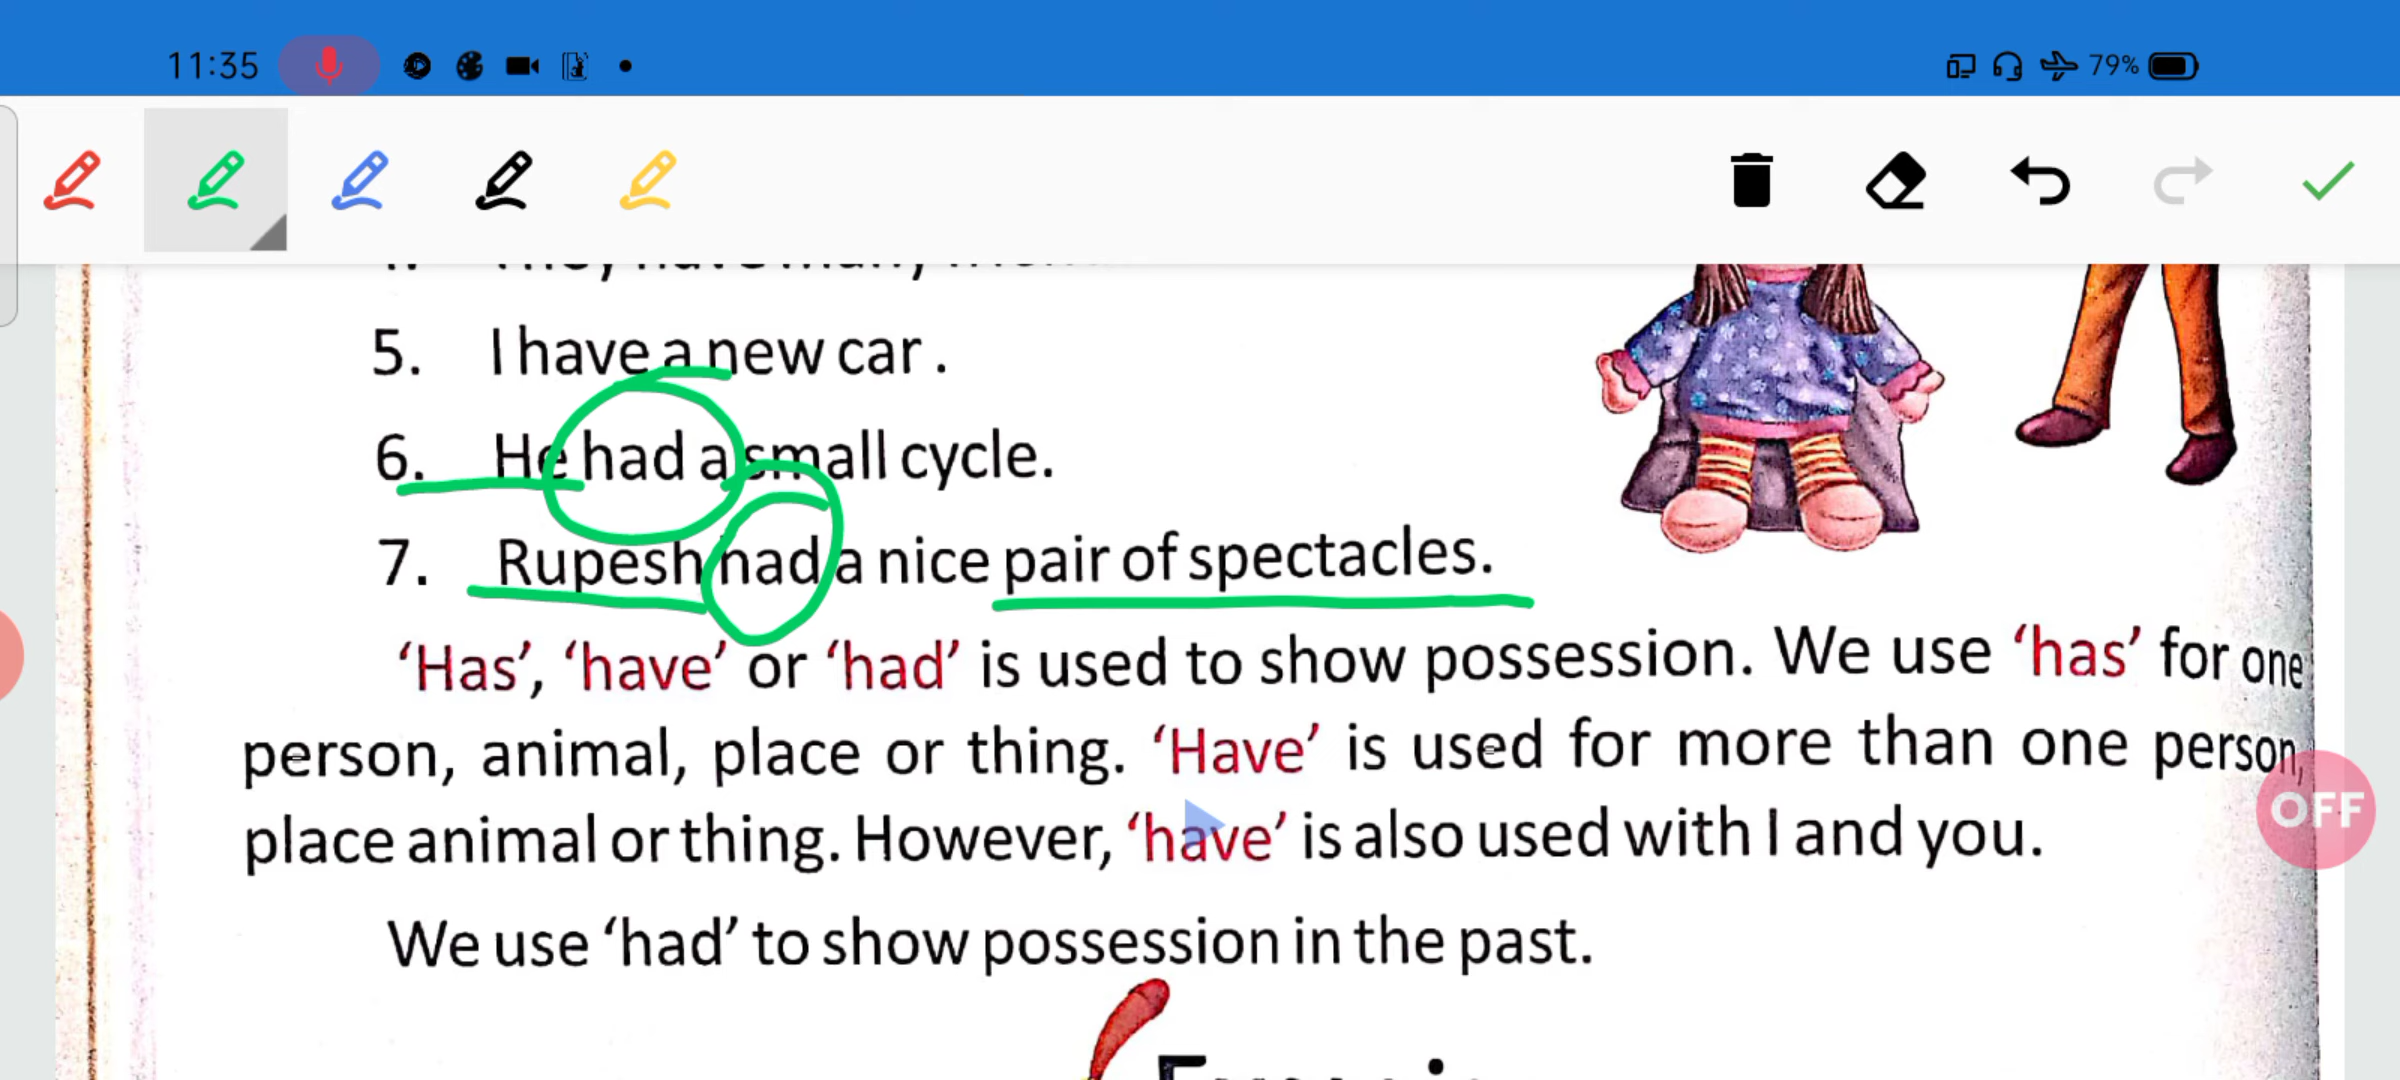 11:35
79%
5. I have a new car .
6. He had a small cycle.
7. Rupesh had a nice pair of spectacles.
‘Has’, ‘have’ or ‘had’ is used to show possession. We use ‘has’ for one
person, animal, place or thing. ‘Have’ is used for more than one person,
OFF
place animal or thing. However, ‘have’ is also used with I and you.
We use ‘had’ to show possession in the past.